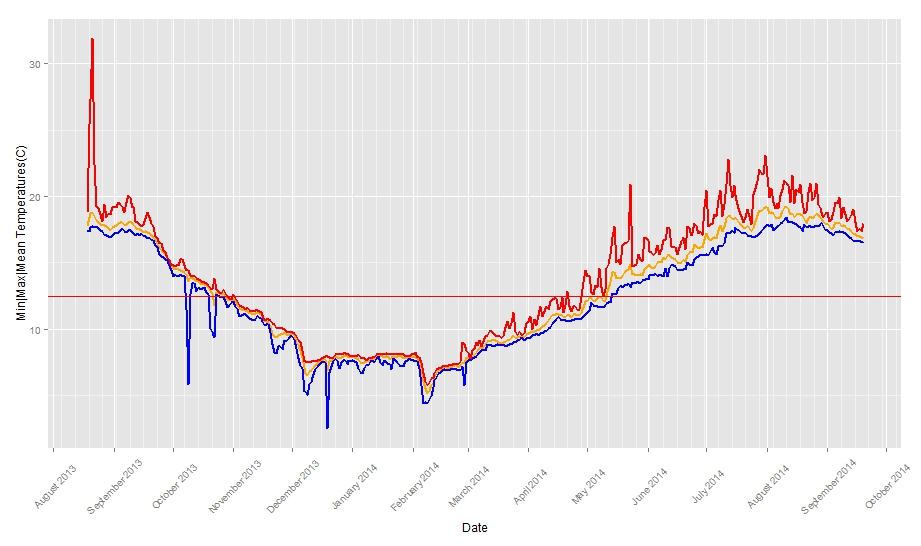 Min|Max|Mean Temperatures(C)
30
20
10
August 2013
September 2013
October 2013
November 2013
December 2013
January 2014
February 2014
March 2014
April 2014
May 2014
June 2014
July 2014
August 2014
September 2014
October 2014
Date